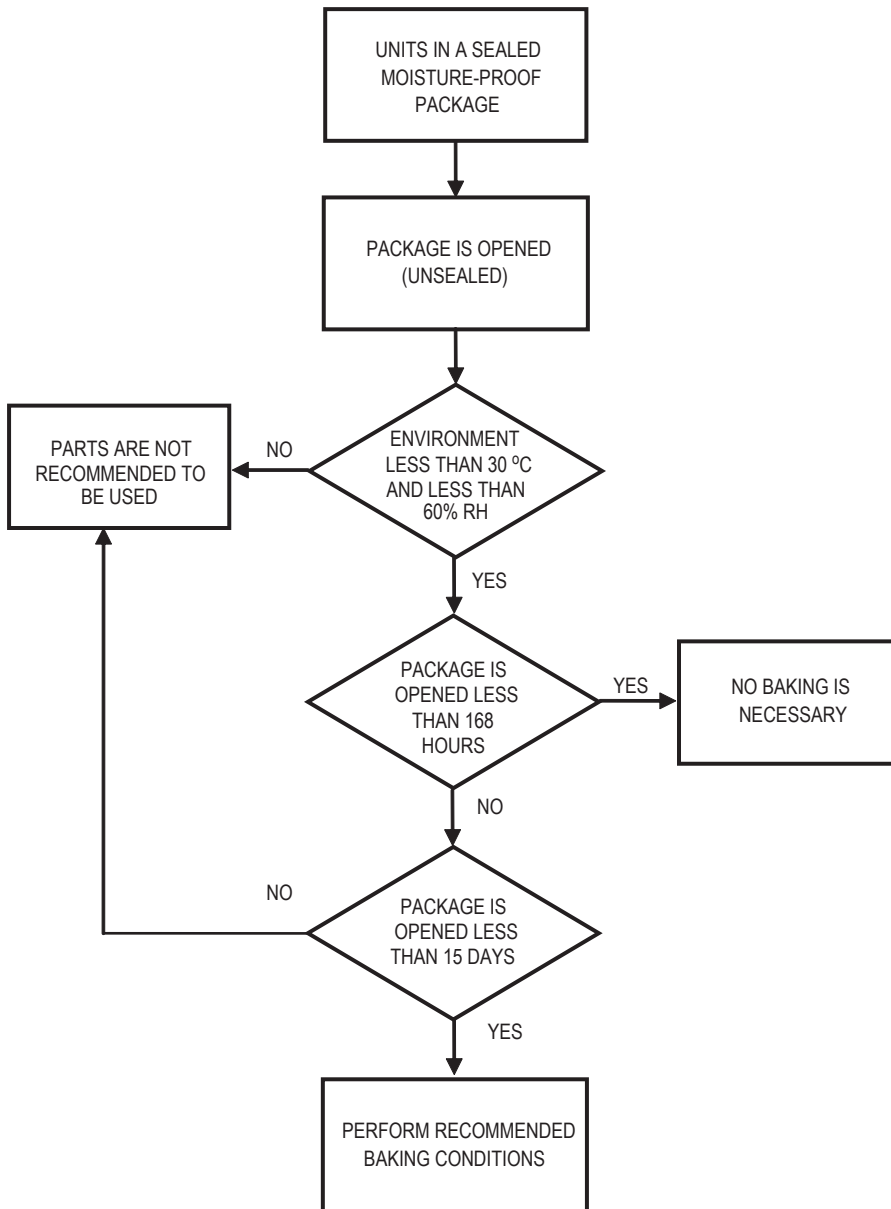 UNITS IN A SEALED
MOISTURE-PROOF
PACKAGE
PACKAGE IS OPENED
(UNSEALED)
ENVIRONMENT
LESS THAN 30 ºC
AND LESS THAN
60% RH
NO
PARTS ARE NOT
RECOMMENDED TO
BE USED
YES
PACKAGE IS
OPENED LESS
THAN 168
HOURS
YES
NO BAKING IS
NECESSARY
NO
PACKAGE IS
OPENED LESS
THAN 15 DAYS
NO
YES
PERFORM RECOMMENDED
BAKING CONDITIONS